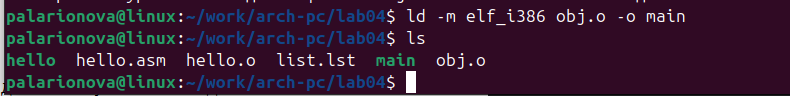 palarionova@linux:~/work/arch-pc/lab04$ ld -m elf_i386 obj.o -o main
palarionova@linux:~/work/arch-pc/lab04$ ls
hello  hello.asm  hello.o  list.lst  main  obj.o
palarionova@linux:~/work/arch-pc/lab04$